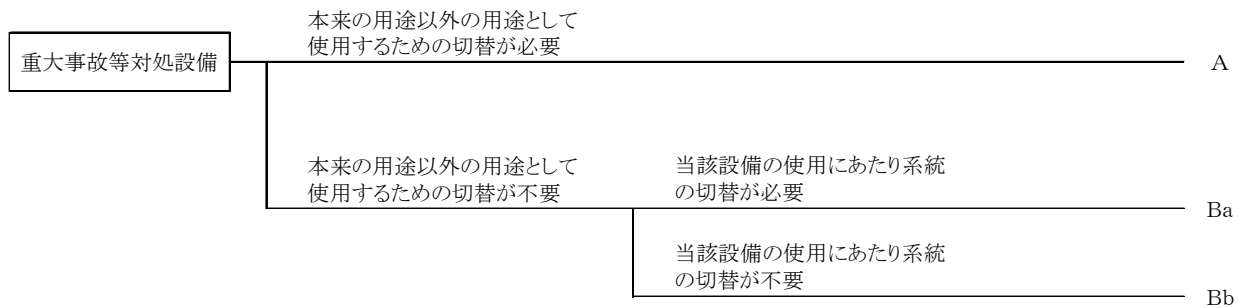 本来の用途以外の用途として
使用するための切替が必要
重大事故等対処設備
A
本来の用途以外の用途として
使用するための切替が不要
当該設備の使用にあたり系統
の切替が必要
Ba
当該設備の使用にあたり系統
の切替が不要
Bb